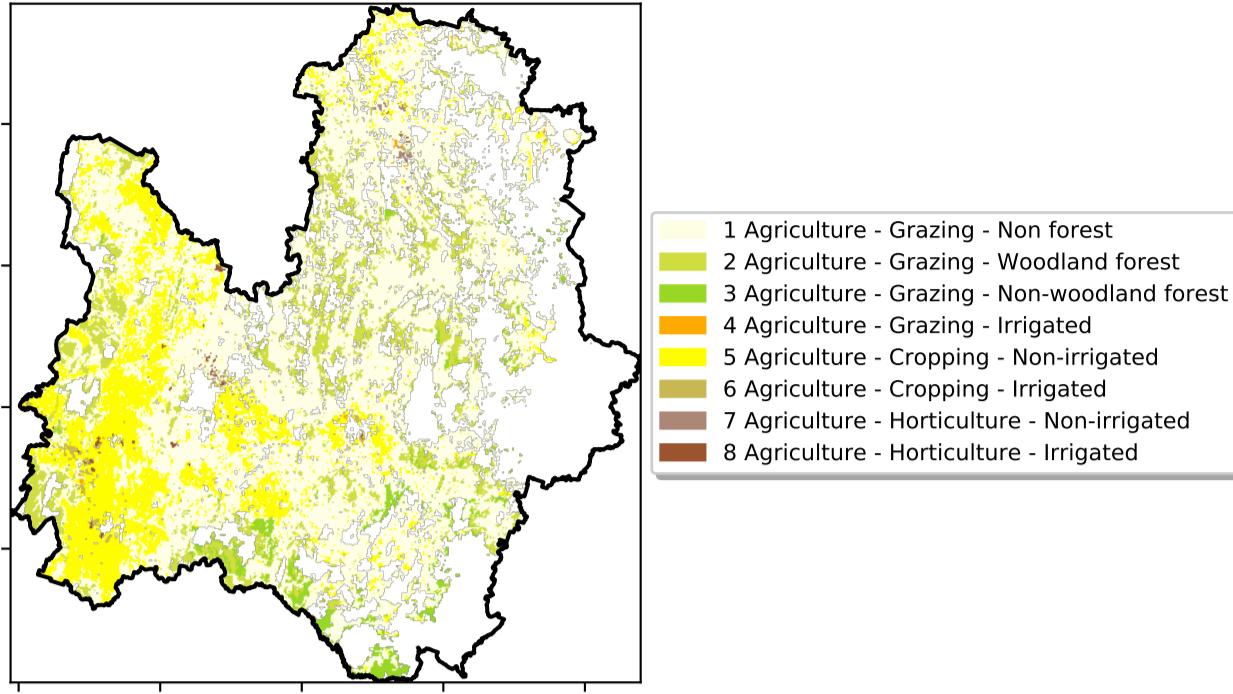 1 Agriculture - Grazing - Non forest
2 Agriculture - Grazing - Woodland forest
3 Agriculture - Grazing - Non-woodland forest
4 Agriculture - Grazing - Irrigated
5 Agriculture - Cropping - Non-irrigated
6 Agriculture - Cropping - Irrigated
7 Agriculture - Horticulture - Non-irrigated
8 Agriculture - Horticulture - Irrigated